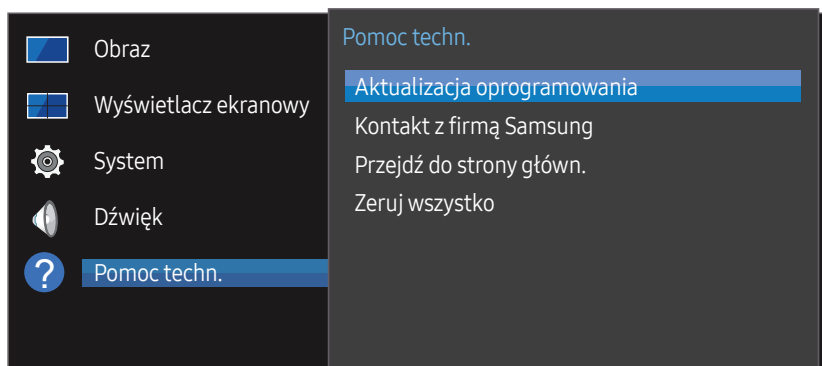 Obraz
Wyświetlacz ekranowy
System
Dźwięk
?
Pomoc techn.
Pomoc techn.
Aktualizacja oprogramowania
Kontakt z firmą Samsung
Przejdź do strony główn.
Zeruj wszystko